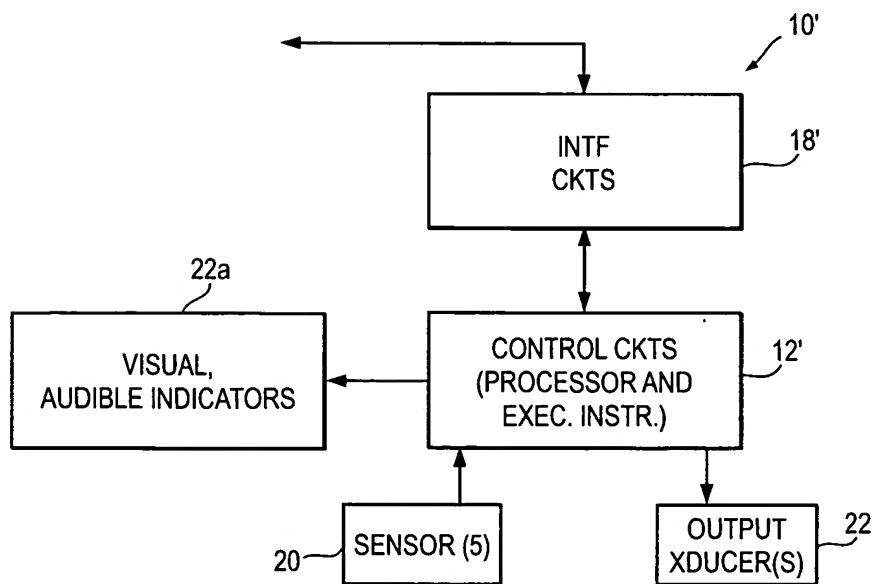 10'
INTF
CKTS
18'
22a
VISUAL,
AUDIBLE INDICATORS
CONTROL CKTS
(PROCESSOR AND
EXEC. INSTR.)
12'
20
SENSOR (5)
OUTPUT
XDUCER(S)
22